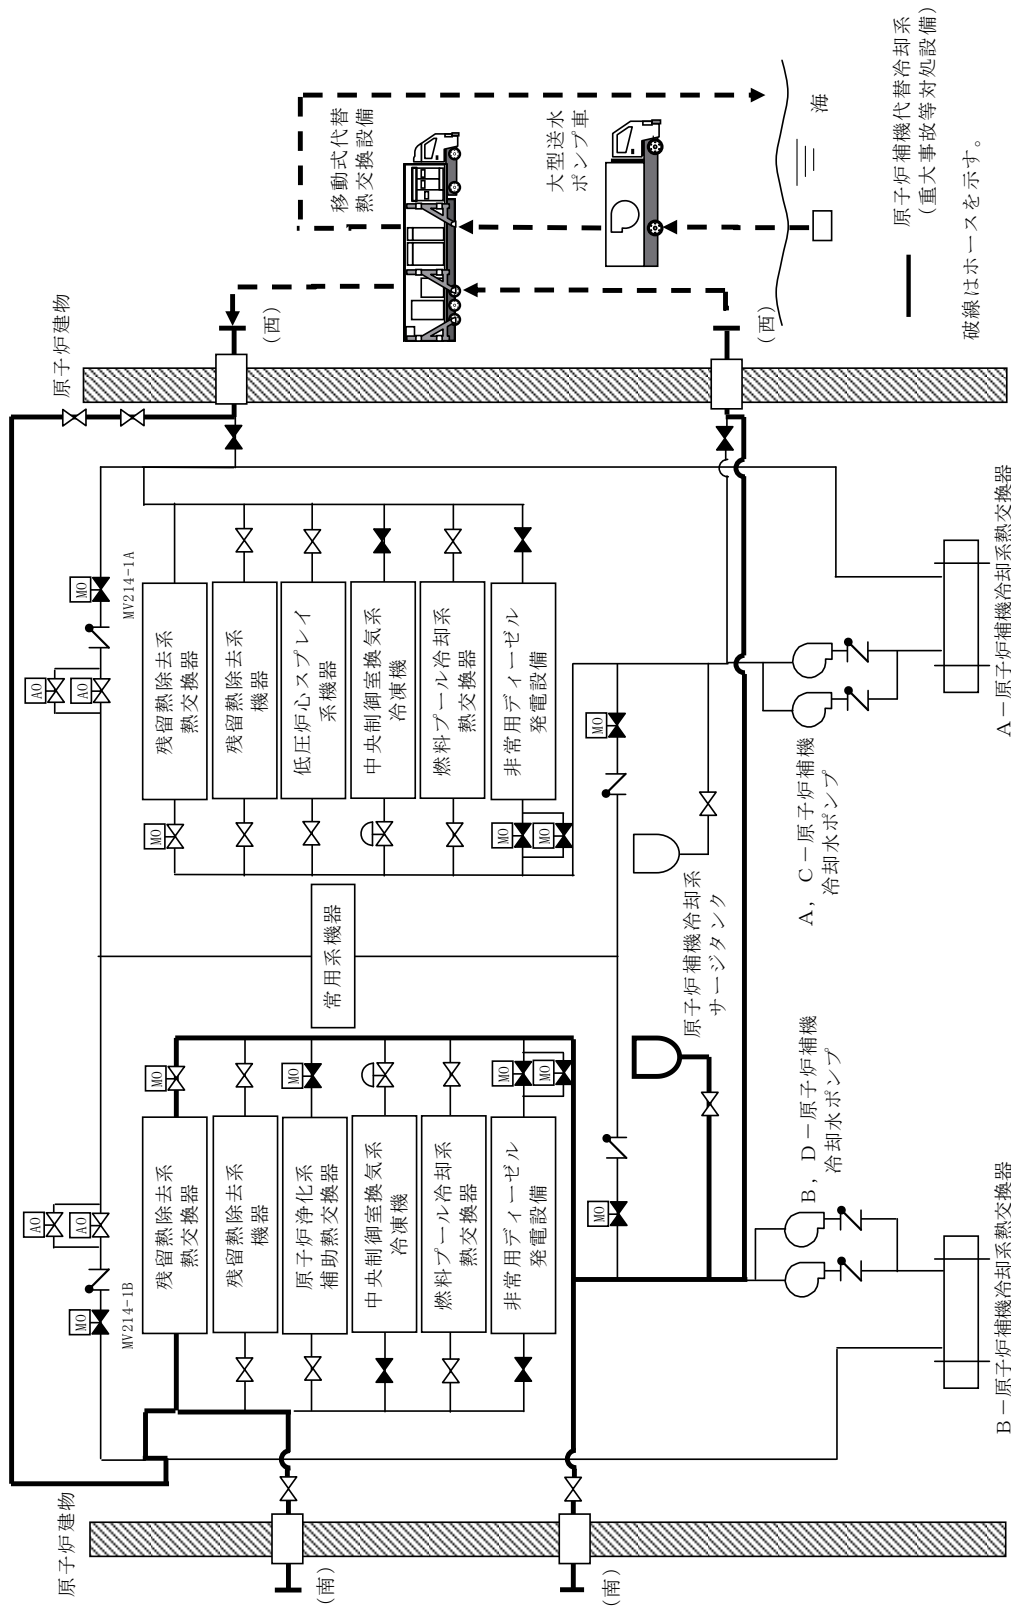 原子炉建物
原子炉建物
AO
AO
AO
AO
MO
MV214-1B
MO
MV214-1A
残留熱除去系
熱交換器
MO
MO
残留熱除去系
熱交換器
残留熱除去系
機器
残留熱除去系
機器
原子炉浄化系
補助熱交換器
MO
低圧炉心スプレイ
系機器
常用系機器
中央制御室換気系
冷凍機
中央制御室換気系
冷凍機
燃料プール冷却系
熱交換器
燃料プール冷却系
熱交換器
非常用ディーゼル
発電設備
MO
MO
MO
MO
非常用ディーゼル
発電設備
(南)
(西)
移動式代替
熱交換設備
(南)
MO
MO
大型送水
ポンプ車
原子炉補機冷却系
サージタンク
(西)
B，D－原子炉補機
冷却水ポンプ
A，C－原子炉補機
冷却水ポンプ
海
B－原子炉補機冷却系熱交換器
A－原子炉補機冷却系熱交換器
原子炉補機代替冷却系
(重大事故等対処設備)
破線はホースを示す。